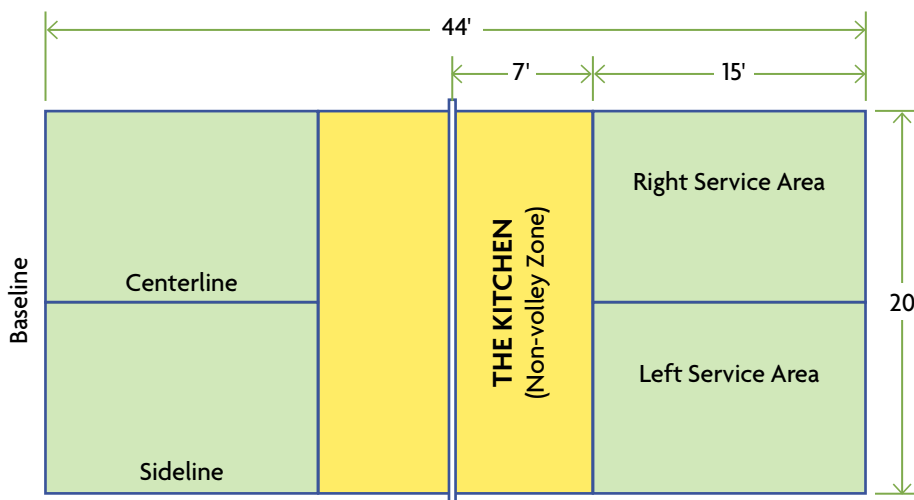 44'
7'
15'
Right Service Area
Baseline
Centerline
THE KITCHEN
(Non-volley Zone)
20
Left Service Area
Sideline